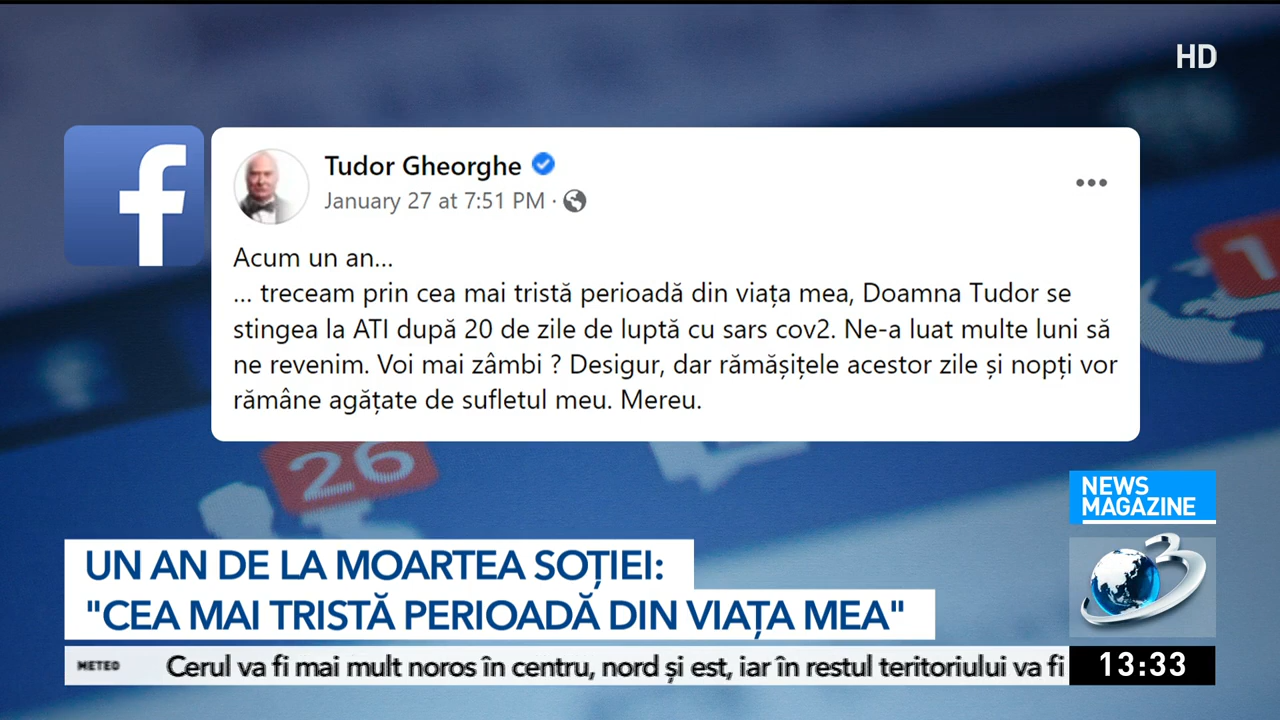 HD
f
Tudor Gheorghe
January 27 at 7:51 PM ·
Acum un an...
... treceam prin cea mai tristă perioadă din viața mea, Doamna Tudor se
stingea la ATI după 20 de zile de luptă cu sars cov2. Ne-a luat multe luni să
ne revenim. Voi mai zâmbi ? Desigur, dar rămășițele acestor zile și nopți vor
rămâne agățate de sufletul meu. Mereu.
1
26
NEWS
MAGAZINE
3
UN AN DE LA MOARTEA SOȚIEI:
"CEA MAI TRISTĂ PERIOADĂ DIN VIAȚA MEA"
METEO Cerul va fi mai mult noros în centru, nord și est, iar în restul teritoriului va fi
13:33